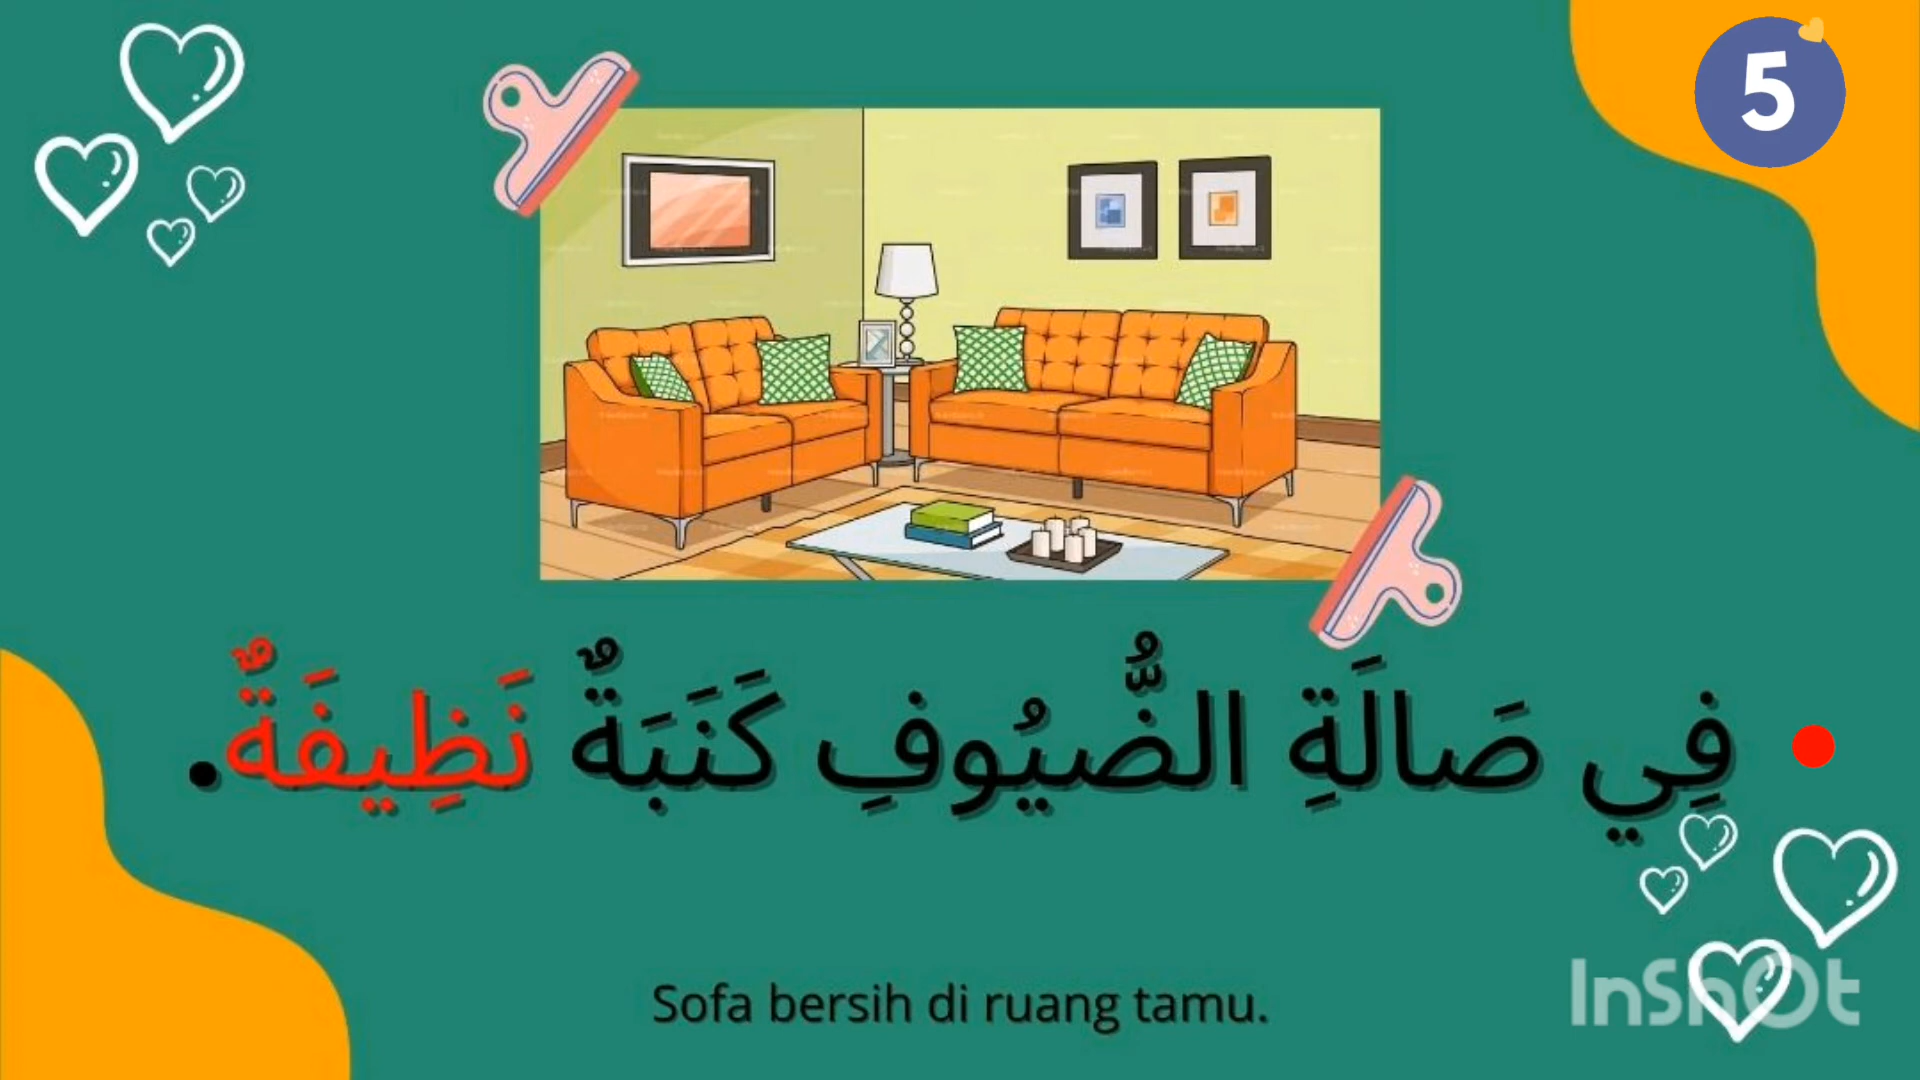 5
فِي صَالَةِ الضُّيُوفِ كَنَبَةٌ نَظِيفَةٌ.
Sofa bersih di ruang tamu.
InShOt